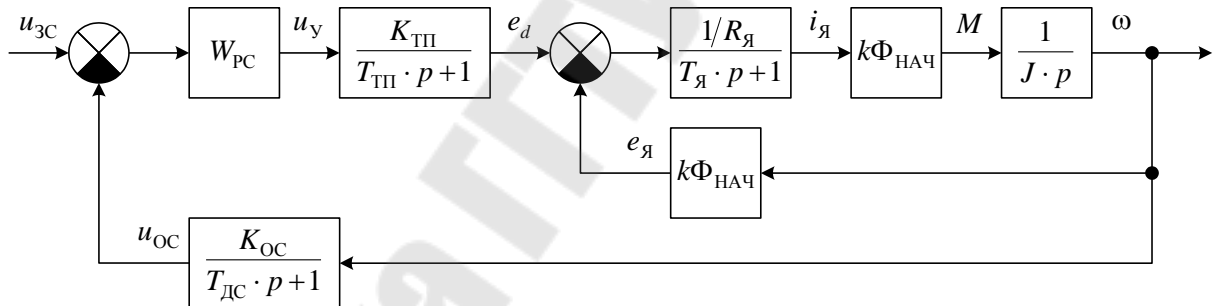 u_ЗС W_РС u_У K_ТП / (T_ТП · p + 1) e_d (1/R_Я) / (T_Я · p + 1) i_Я kΦ_НАЧ M 1 / (J · p) ω
e_Я kΦ_НАЧ
u_ОС K_ОС / (T_ДС · p + 1)